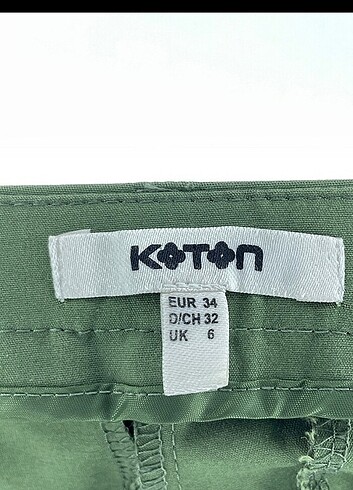 KOTON
EUR 34
D/CH 32
UK 6